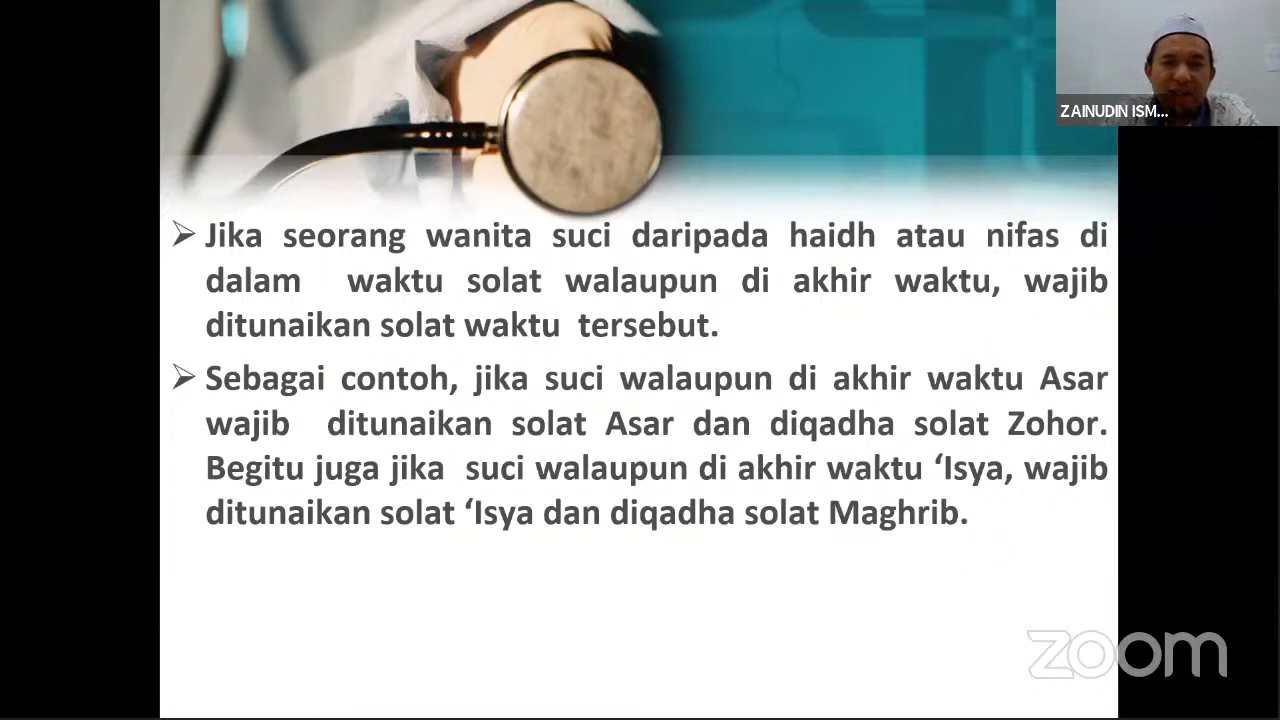 ZAINUDIN ISM...
➢ Jika seorang wanita suci daripada haidh atau nifas di
dalam waktu solat walaupun di akhir waktu, wajib
ditunaikan solat waktu tersebut.
➢ Sebagai contoh, jika suci walaupun di akhir waktu Asar
wajib ditunaikan solat Asar dan diqadha solat Zohor.
Begitu juga jika suci walaupun di akhir waktu ‘Isya, wajib
ditunaikan solat ‘Isya dan diqadha solat Maghrib.
zoom